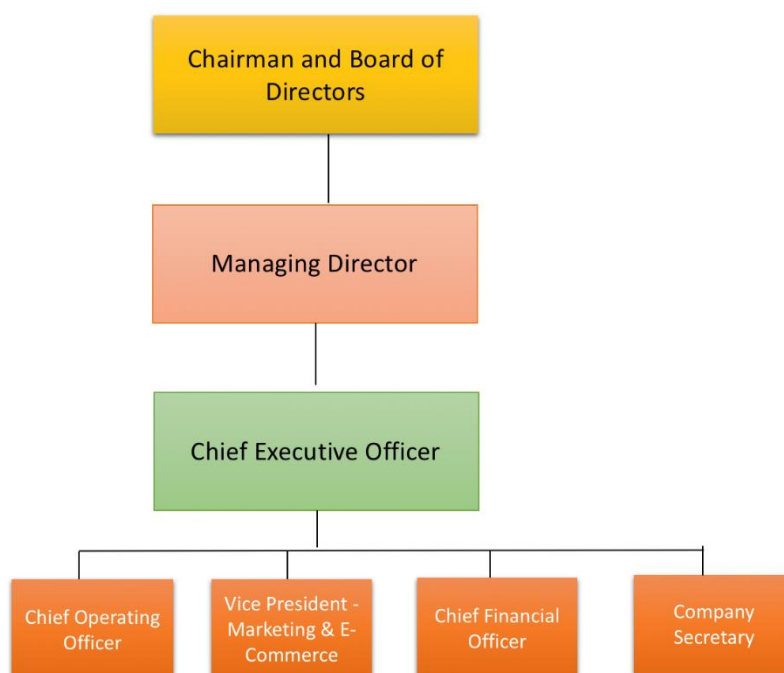 Chairman and Board of
Directors
Managing Director
Chief Executive Officer
Chief Operating
Officer
Vice President -
Marketing & E-
Commerce
Chief Financial
Officer
Company
Secretary